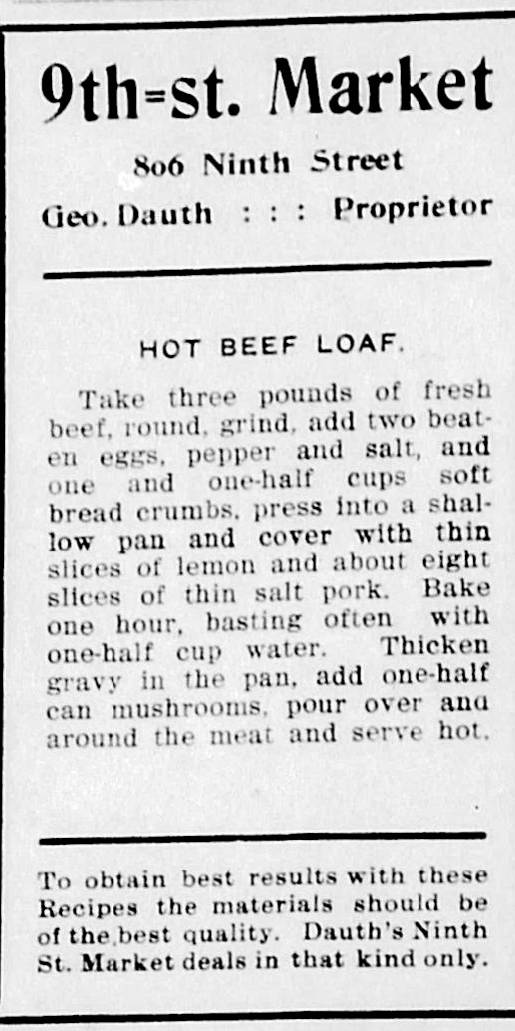 9th=st. Market
806 Ninth Street
Geo. Dauth : : : Proprietor
HOT BEEF LOAF.
Take three pounds of fresh
beef, round, grind, add two beat-
en eggs, pepper and salt, and
one and one-half cups soft
bread crumbs, press into a shal-
low pan and cover with thin
slices of lemon and about eight
slices of thin salt pork. Bake
one hour, basting often with
one-half cup water. Thicken
gravy in the pan, add one-half
can mushrooms, pour over and
around the meat and serve hot.
To obtain best results with these
Recipes the materials should be
of the best quality. Dauth's Ninth
St. Market deals in that kind only.